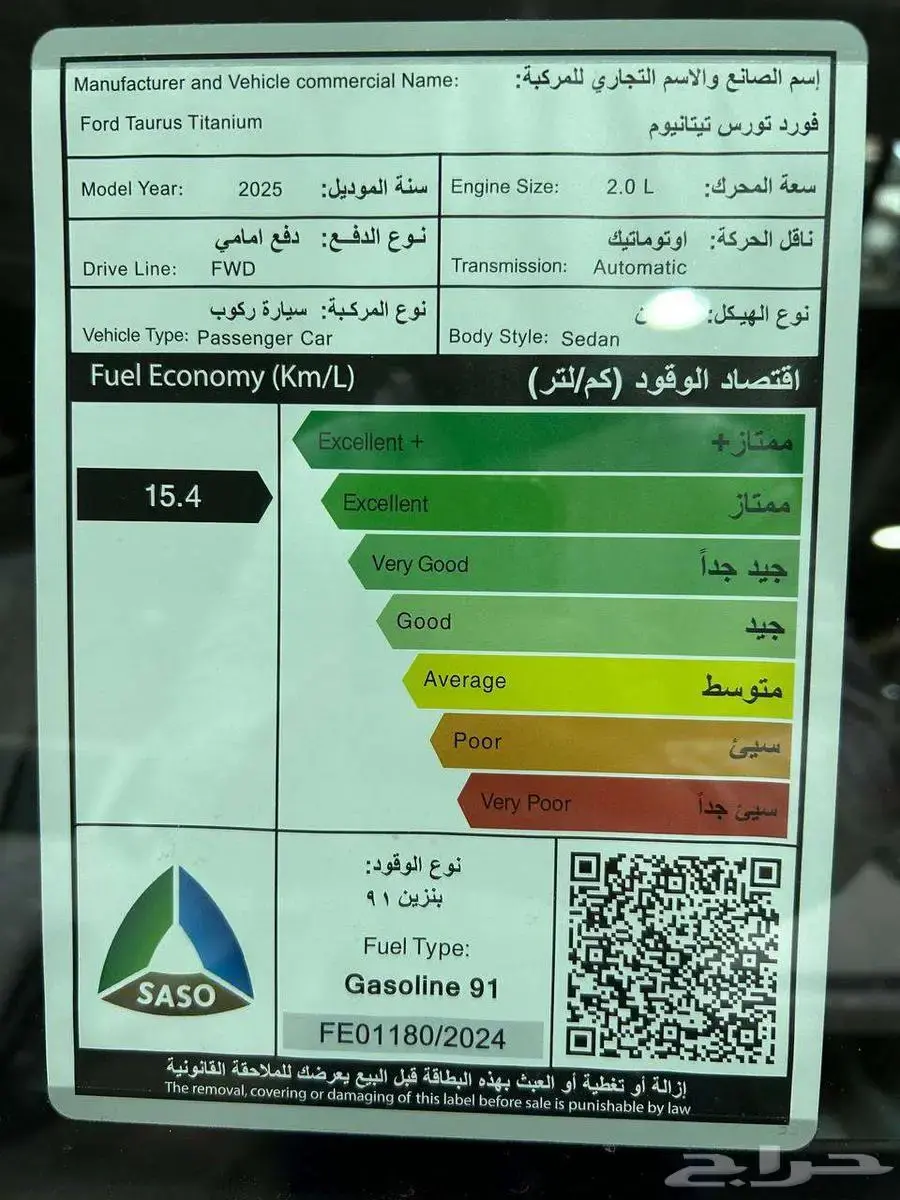 Manufacturer and Vehicle commercial Name:
إسم الصانع والاسم التجاري للمركبة:
Ford Taurus Titanium
فورد تورس تيتانيوم
Model Year: 2025 سنة الموديل:
Engine Size: 2.0 L سعة المحرك:
نوع الدفع: دفع امامي
Drive Line: FWD
ناقل الحركة: اوتوماتيك
Transmission: Automatic
نوع المركبة: سيارة ركوب
Vehicle Type: Passenger Car
نوع الهيكل:
Body Style: Sedan
Fuel Economy (Km/L)
اقتصاد الوقود (كم/لتر)
15.4
Excellent + ممتاز+
Excellent ممتاز
Very Good جيد جداً
Good جيد
Average متوسط
Poor سيئ
Very Poor سيئ جداً
SASO
نوع الوقود:
بنزين ٩١
Fuel Type:
Gasoline 91
FE01180/2024
إزالة أو تغطية أو العبث بهذه البطاقة قبل البيع يعرضك للملاحقة القانونية
The removal, covering or damaging of this label before sale is punishable by law
حراج